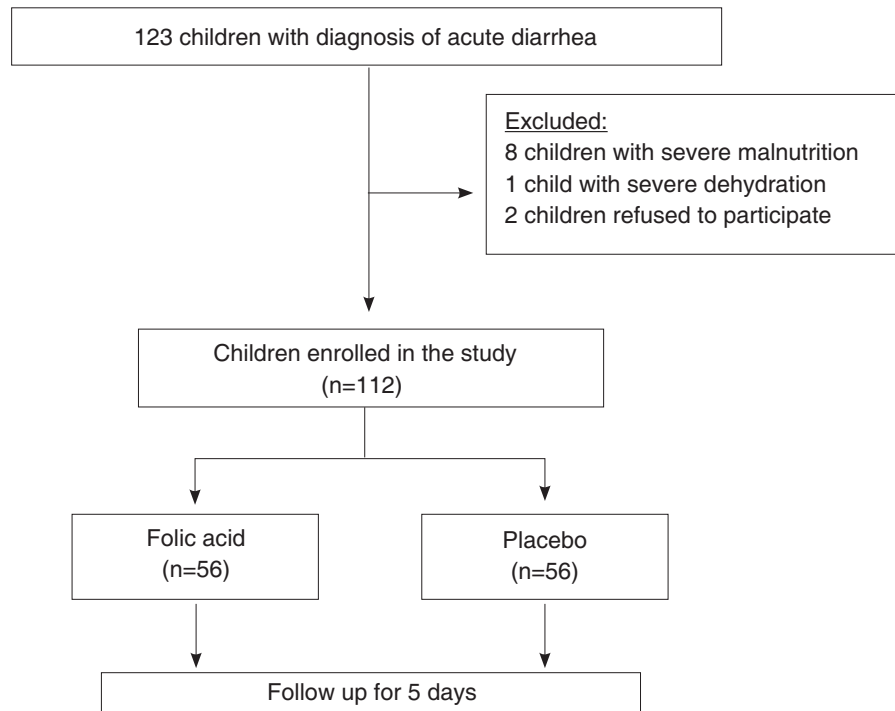 123 children with diagnosis of acute diarrhea
Excluded:
8 children with severe malnutrition
1 child with severe dehydration
2 children refused to participate
Children enrolled in the study
(n=112)
Folic acid
(n=56)
Placebo
(n=56)
Follow up for 5 days